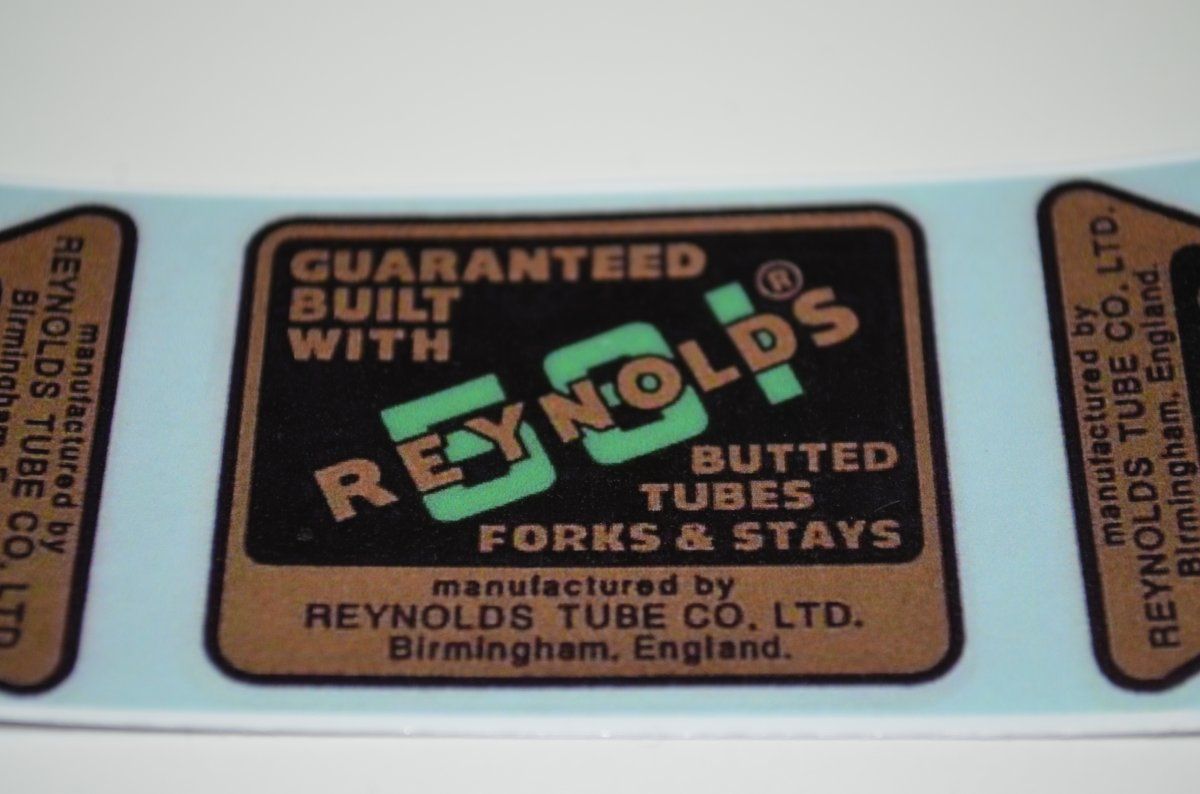 GUARANTEED
BUILT
WITH
531
REYNOLDS®
BUTTED
TUBES
FORKS & STAYS
manufactured by
REYNOLDS TUBE CO. LTD.
Birmingham. England.
manufactured by
REYNOLDS TUBE CO. LTD
Birmingham
manufactured by
REYNOLDS TUBE CO. LTD.
Birmingham, England.